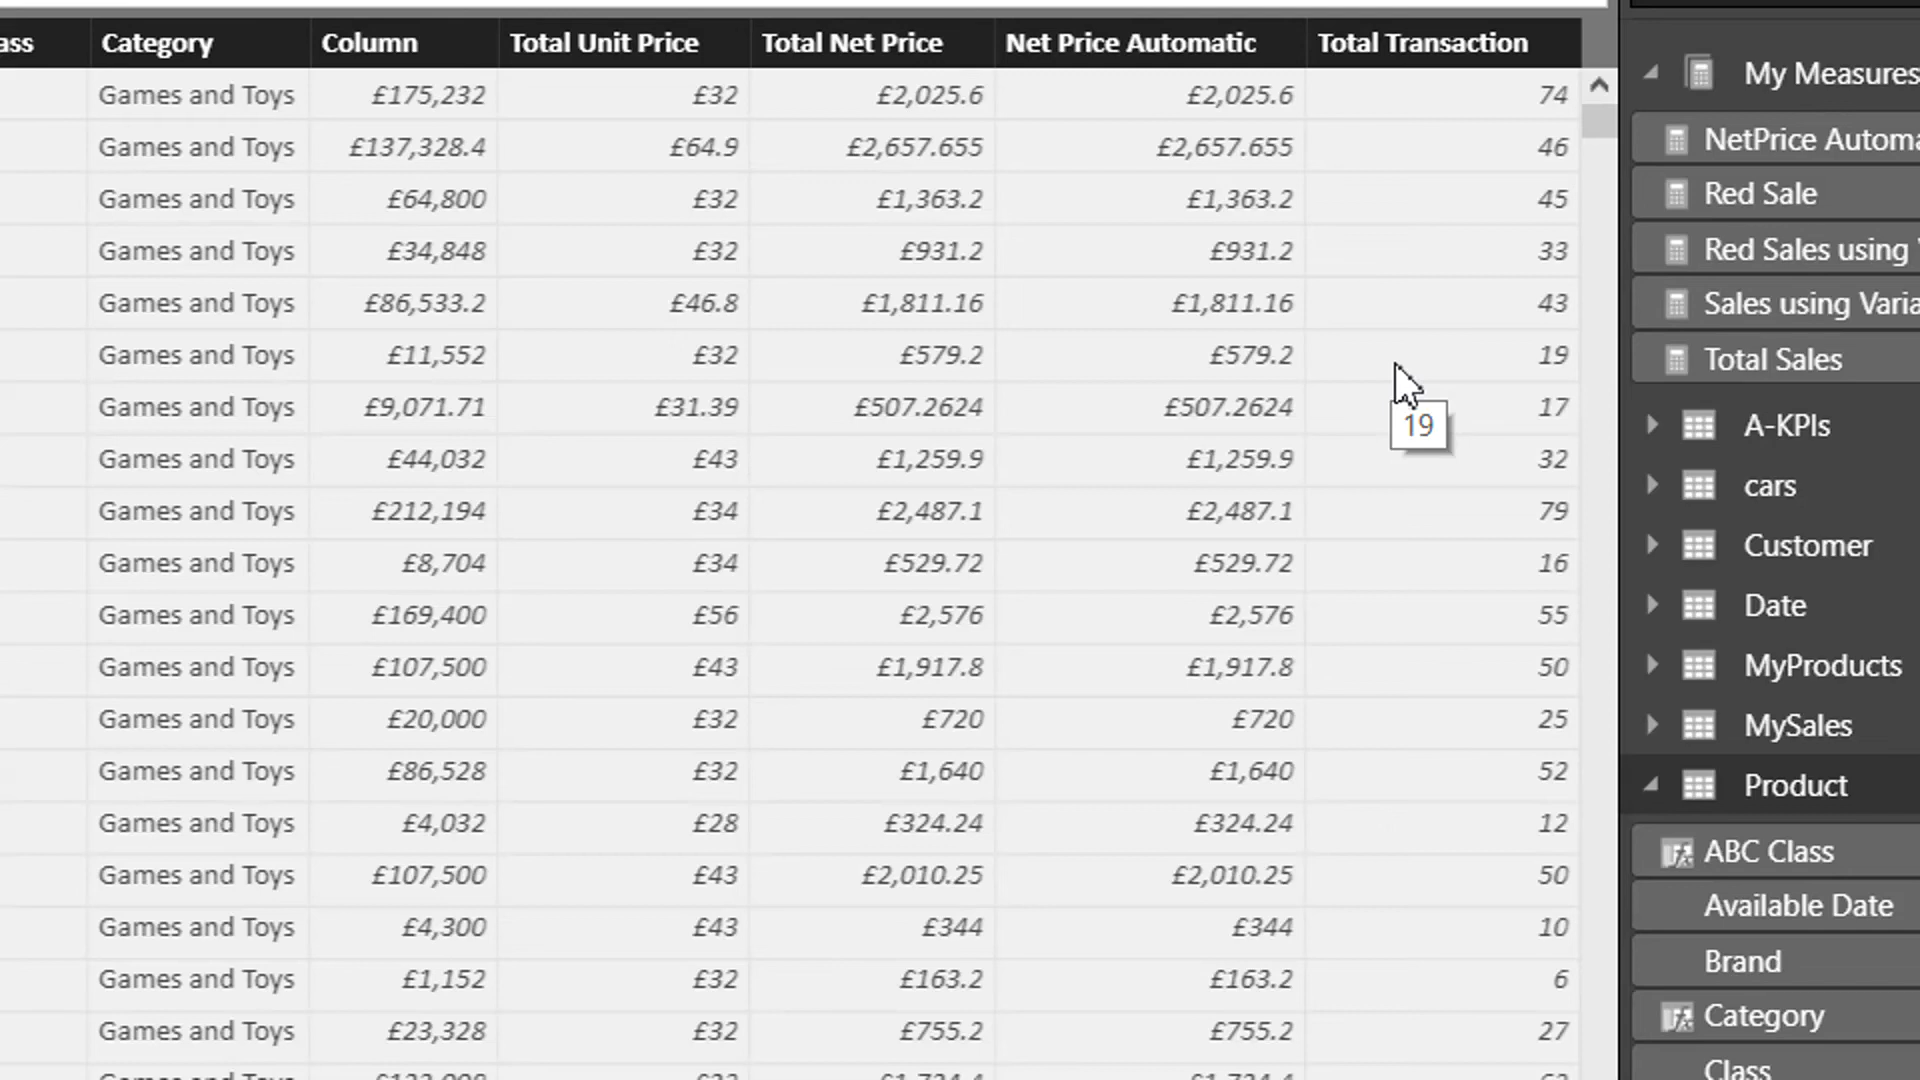 ass Category Column Total Unit Price Total Net Price Net Price Automatic Total Transaction
Games and Toys £175,232 £32 £2,025.6 £2,025.6 74
Games and Toys £137,328.4 £64.9 £2,657.655 £2,657.655 46
Games and Toys £64,800 £32 £1,363.2 £1,363.2 45
Games and Toys £34,848 £32 £931.2 £931.2 33
Games and Toys £86,533.2 £46.8 £1,811.16 £1,811.16 43
Games and Toys £11,552 £32 £579.2 £579.2 19
Games and Toys £9,071.71 £31.39 £507.2624 £507.2624 17
19
Games and Toys £44,032 £43 £1,259.9 £1,259.9 32
Games and Toys £212,194 £34 £2,487.1 £2,487.1 79
Games and Toys £8,704 £34 £529.72 £529.72 16
Games and Toys £169,400 £56 £2,576 £2,576 55
Games and Toys £107,500 £43 £1,917.8 £1,917.8 50
Games and Toys £20,000 £32 £720 £720 25
Games and Toys £86,528 £32 £1,640 £1,640 52
Games and Toys £4,032 £28 £324.24 £324.24 12
Games and Toys £107,500 £43 £2,010.25 £2,010.25 50
Games and Toys £4,300 £43 £344 £344 10
Games and Toys £1,152 £32 £163.2 £163.2 6
Games and Toys £23,328 £32 £755.2 £755.2 27
My Measures
NetPrice Automa
Red Sale
Red Sales using
Sales using Varia
Total Sales
A-KPIs
cars
Customer
Date
MyProducts
MySales
Product
ABC Class
Available Date
Brand
Category
Class